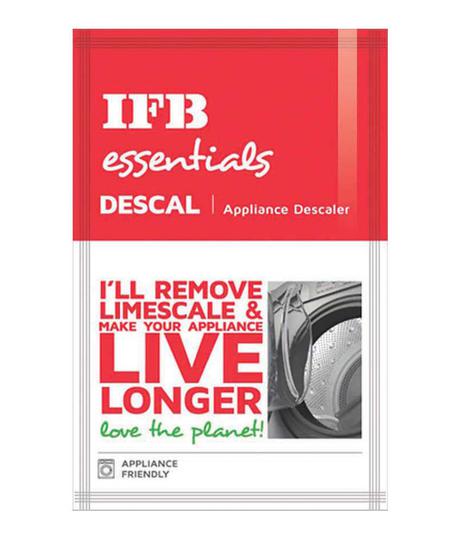 IFB
essentials
DESCAL | Appliance Descaler
I'LL REMOVE
LIMESCALE &
MAKE YOUR APPLIANCE
LIVE
LONGER
love the planet!
APPLIANCE
FRIENDLY